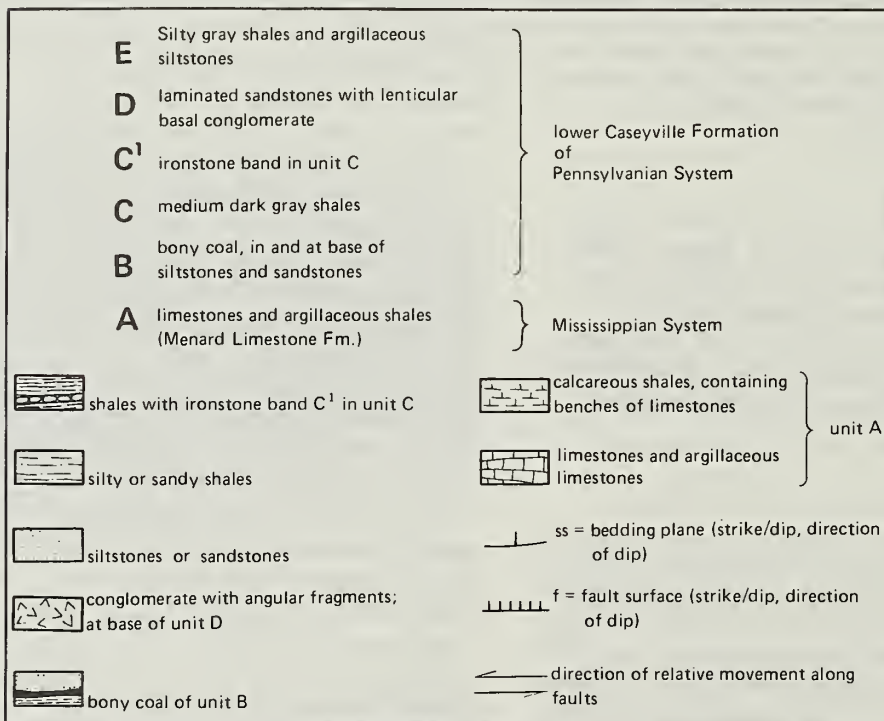 E Silty gray shales and argillaceous
siltstones
D laminated sandstones with lenticular
basal conglomerate
C¹ ironstone band in unit C
C medium dark gray shales
B bony coal, in and at base of
siltstones and sandstones
lower Caseyville Formation
of
Pennsylvanian System
A limestones and argillaceous shales
(Menard Limestone Fm.)
Mississippian System
shales with ironstone band C¹ in unit C
silty or sandy shales
siltstones or sandstones
conglomerate with angular fragments;
at base of unit D
bony coal of unit B
calcareous shales, containing
benches of limestones
limestones and argillaceous
limestones
unit A
ss = bedding plane (strike/dip, direction
of dip)
f = fault surface (strike/dip, direction
of dip)
direction of relative movement along
faults